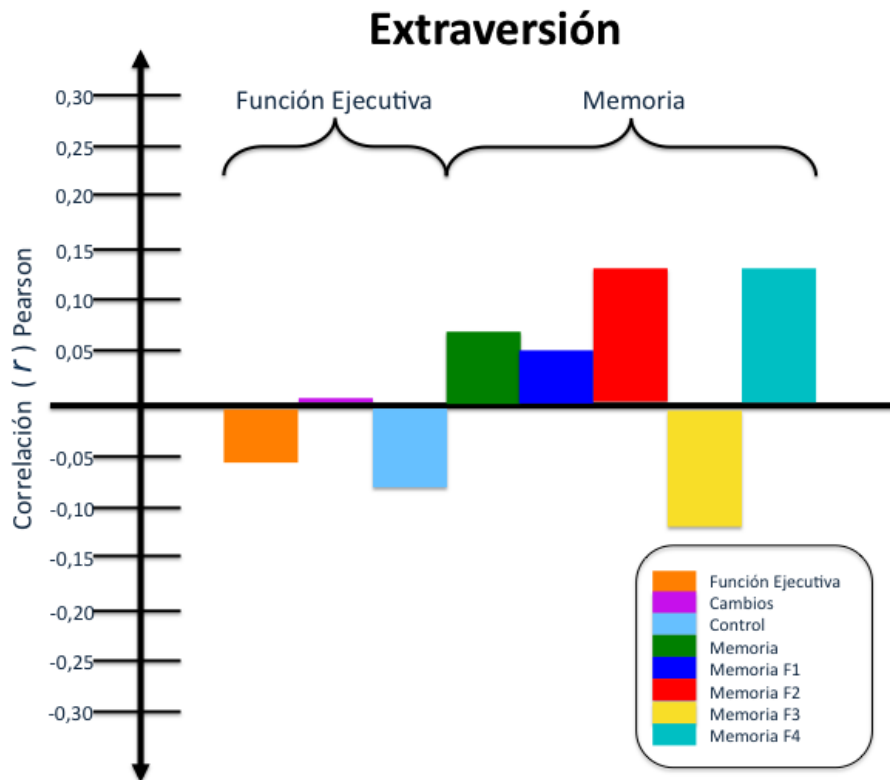 Extraversión
Función Ejecutiva
Memoria
0,30
0,25
0,20
0,15
0,10
0,05
-0,05
-0,10
-0,15
-0,20
-0,25
-0,30
Correlación ( r ) Pearson
Función Ejecutiva
Cambios
Control
Memoria
Memoria F1
Memoria F2
Memoria F3
Memoria F4